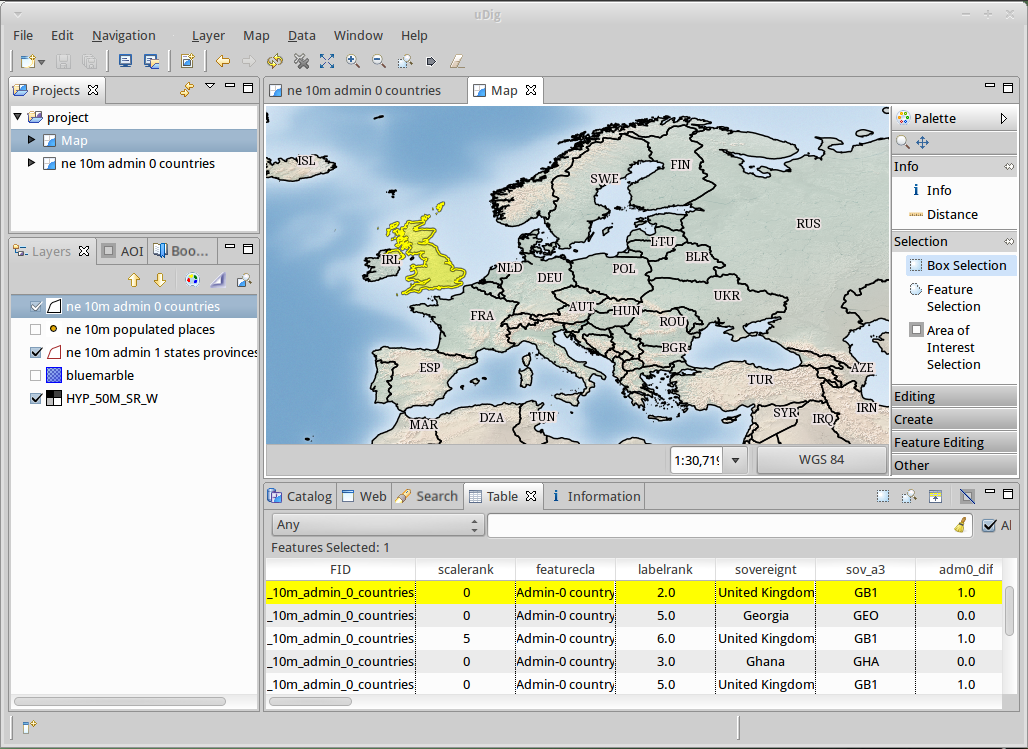 uDig
File Edit Navigation Layer Map Data Window Help
Projects
project
Map
ne 10m admin 0 countries
Layers AOI Boo...
ne 10m admin 0 countries
ne 10m populated places
ne 10m admin 1 states provinces
bluemarble
HYP_50M_SR_W
ne 10m admin 0 countries Map
ISL
FIN
SWE
RUS
LTU
IRL
BLR
NLD
POL
DEU
UKR
AUT
HUN
FRA
ROU
BGR
ESP
AZE
TUR
IRN
SYR
DZA
TUN
IRQ
MAR
1:30,719
WGS 84
Palette
Info
Info
Distance
Selection
Box Selection
Feature
Selection
Area of
Interest
Selection
Editing
Create
Feature Editing
Other
Catalog Web Search Table Information
Any
Al
Features Selected: 1
FID scalerank featurecla labelrank sovereignt sov_a3 adm0_dif
_10m_admin_0_countries 0 Admin-0 country 2.0 United Kingdom GB1 1.0
_10m_admin_0_countries 0 Admin-0 country 5.0 Georgia GEO 0.0
_10m_admin_0_countries 5 Admin-0 country 6.0 United Kingdom GB1 1.0
_10m_admin_0_countries 0 Admin-0 country 3.0 Ghana GHA 0.0
_10m_admin_0_countries 0 Admin-0 country 5.0 United Kingdom GB1 1.0